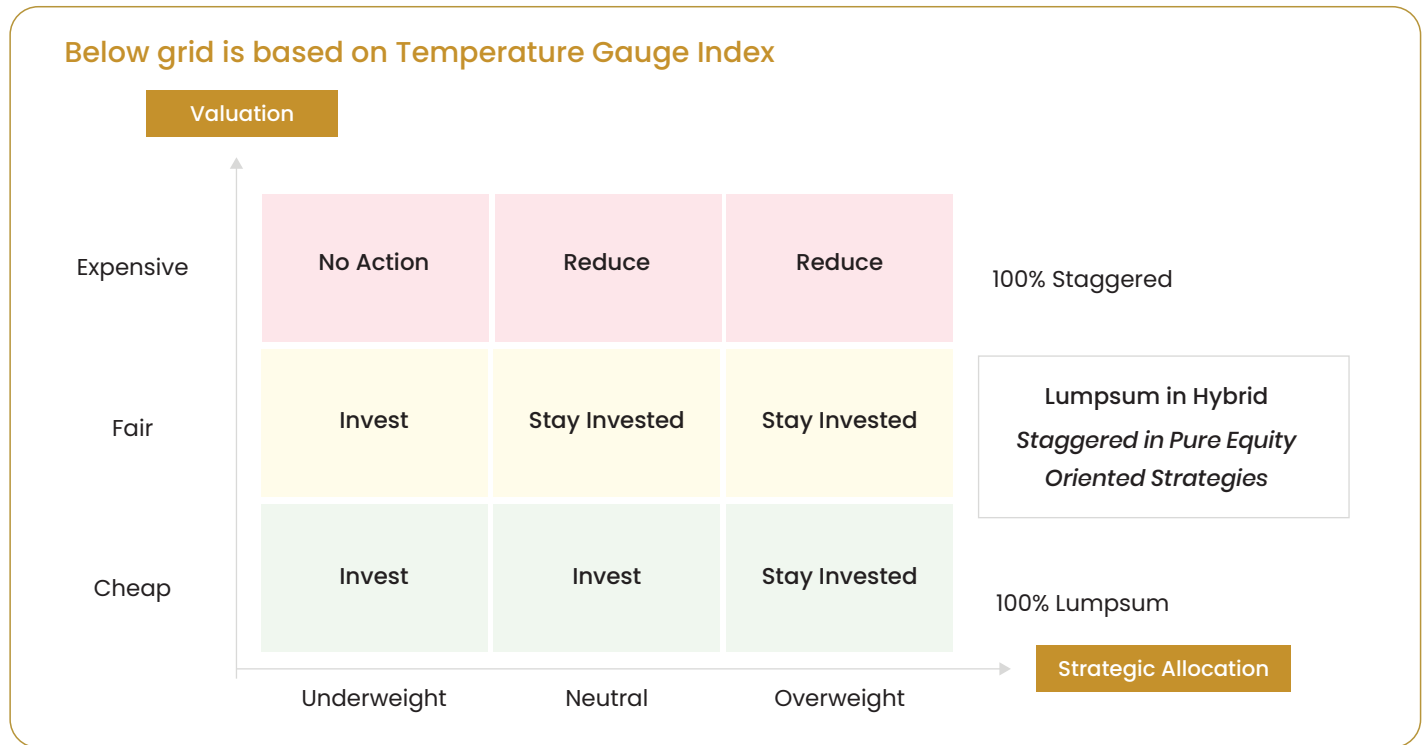 Below grid is based on Temperature Gauge Index
Valuation
Expensive
No Action
Reduce
Reduce
100% Staggered
Fair
Invest
Stay Invested
Stay Invested
Lumpsum in Hybrid
Staggered in Pure Equity
Oriented Strategies
Cheap
Invest
Invest
Stay Invested
100% Lumpsum
Strategic Allocation
Underweight
Neutral
Overweight